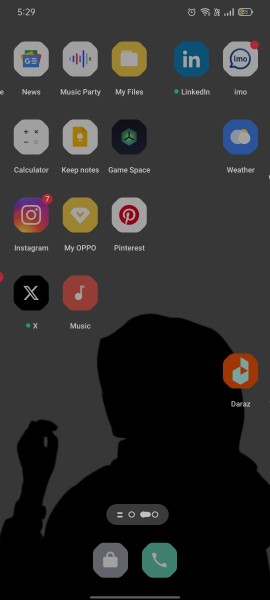 5:29
e
News
Music Party
My Files
LinkedIn
imo
imo
Calculator
Keep notes
Game Space
Weather
7
Instagram
My OPPO
Pinterest
X
Music
Daraz